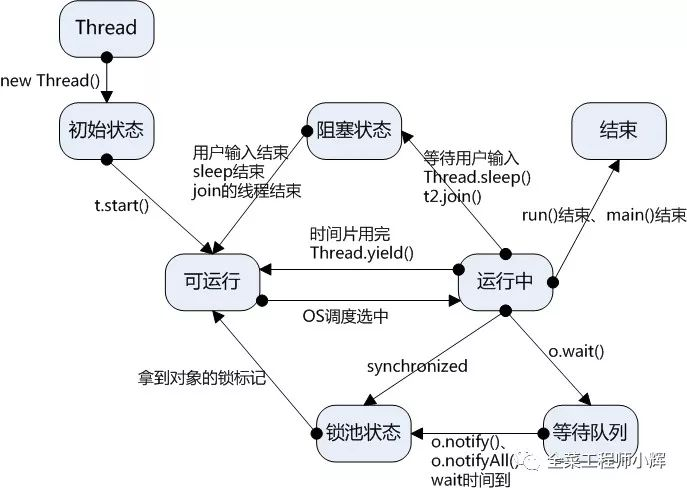 Thread
new Thread()
初始状态
阻塞状态
结束
用户输入结束
sleep结束
join的线程结束
等待用户输入
Thread.sleep()
t2.join()
t.start()
run()结束、main()结束
时间片用完
Thread.yield()
可运行
运行中
OS调度选中
synchronized
o.wait()
拿到对象的锁标记
锁池状态
等待队列
o.notify()、
o.notifyAll()
wait时间到
全菜工程师小辉